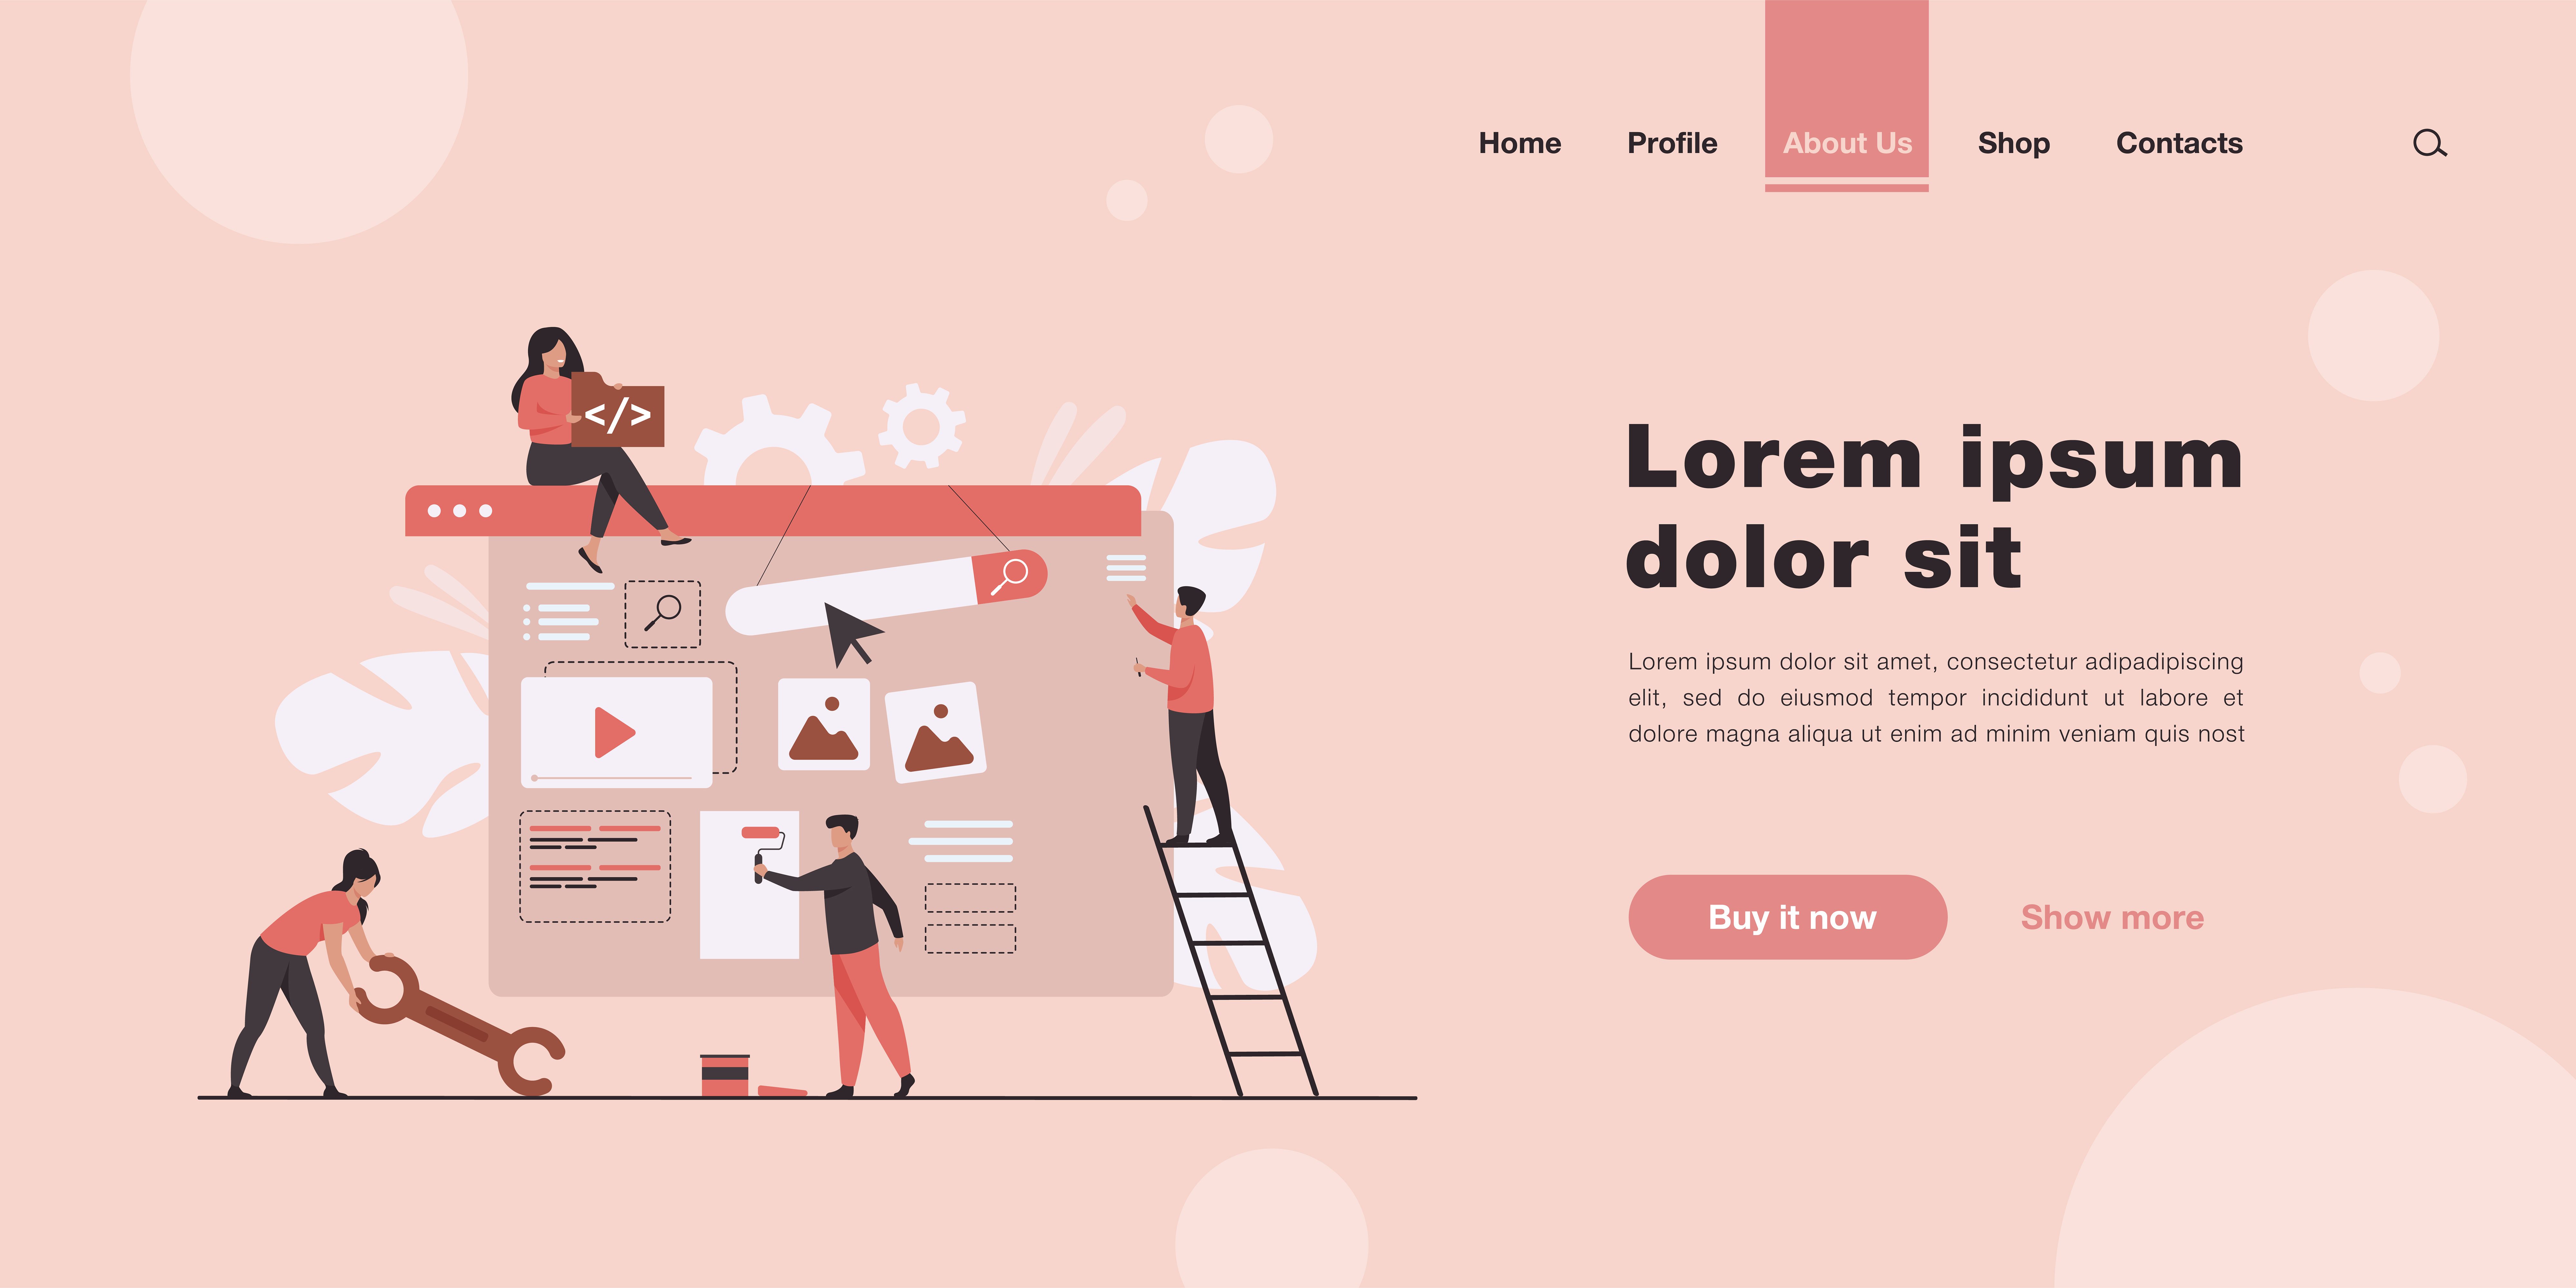 Home Profile About Us Shop Contacts
</>
Lorem ipsum
dolor sit
Lorem ipsum dolor sit amet, consectetur adipadipiscing
elit, sed do eiusmod tempor incididunt ut labore et
dolore magna aliqua ut enim ad minim veniam quis nost
Buy it now Show more